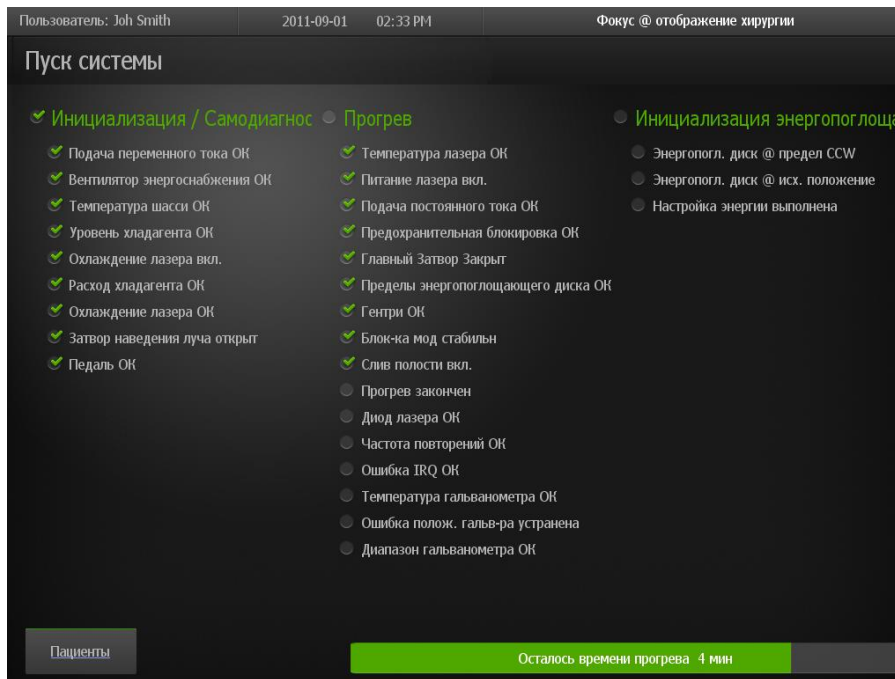 Пользователь: Joh Smith
2011-09-01
02:33 PM
Фокус @ отображение хирургии
Пуск системы
Инициализация / Самодиагнос
Подача переменного тока ОК
Вентилятор энергоснабжения ОК
Температура шасси ОК
Уровень хладагента ОК
Охлаждение лазера вкл.
Расход хладагента ОК
Охлаждение лазера ОК
Затвор наведения луча открыт
Педаль ОК
Прогрев
Температура лазера ОК
Питание лазера вкл.
Подача постоянного тока ОК
Предохранительная блокировка ОК
Главный Затвор Закрыт
Пределы энергопоглощающего диска ОК
Гентри ОК
Блок-ка мод стабильн
Слив полости вкл.
Прогрев закончен
Диод лазера ОК
Частота повторений ОК
Ошибка IRQ ОК
Температура гальванометра ОК
Ошибка полож. гальв-ра устранена
Диапазон гальванометра ОК
Инициализация энергопоглоща
Энергопогл. диск @ предел CCW
Энергопогл. диск @ исх. положение
Настройка энергии выполнена
Пациенты
Осталось времени прогрева 4 мин